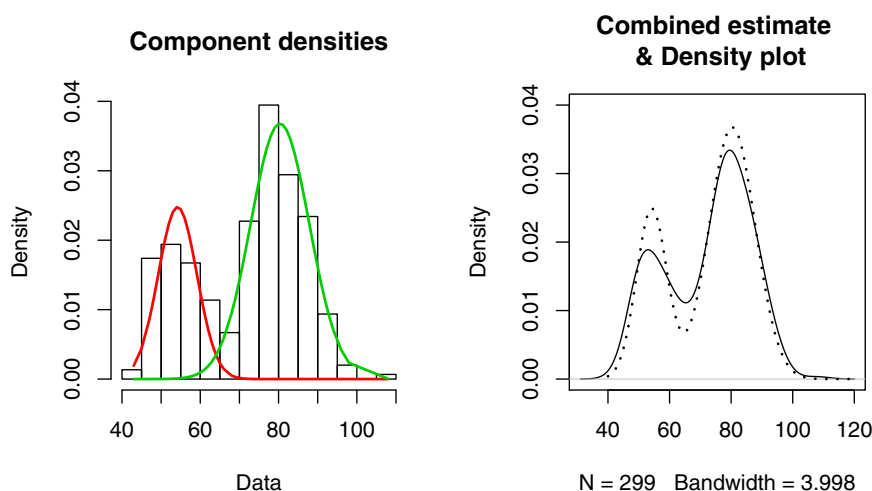 Component densities
Density
0.00
0.01
0.02
0.03
0.04
40
60
80
100
Data
Combined estimate
& Density plot
Density
0.00
0.01
0.02
0.03
0.04
40
60
80
100
120
N = 299 Bandwidth = 3.998